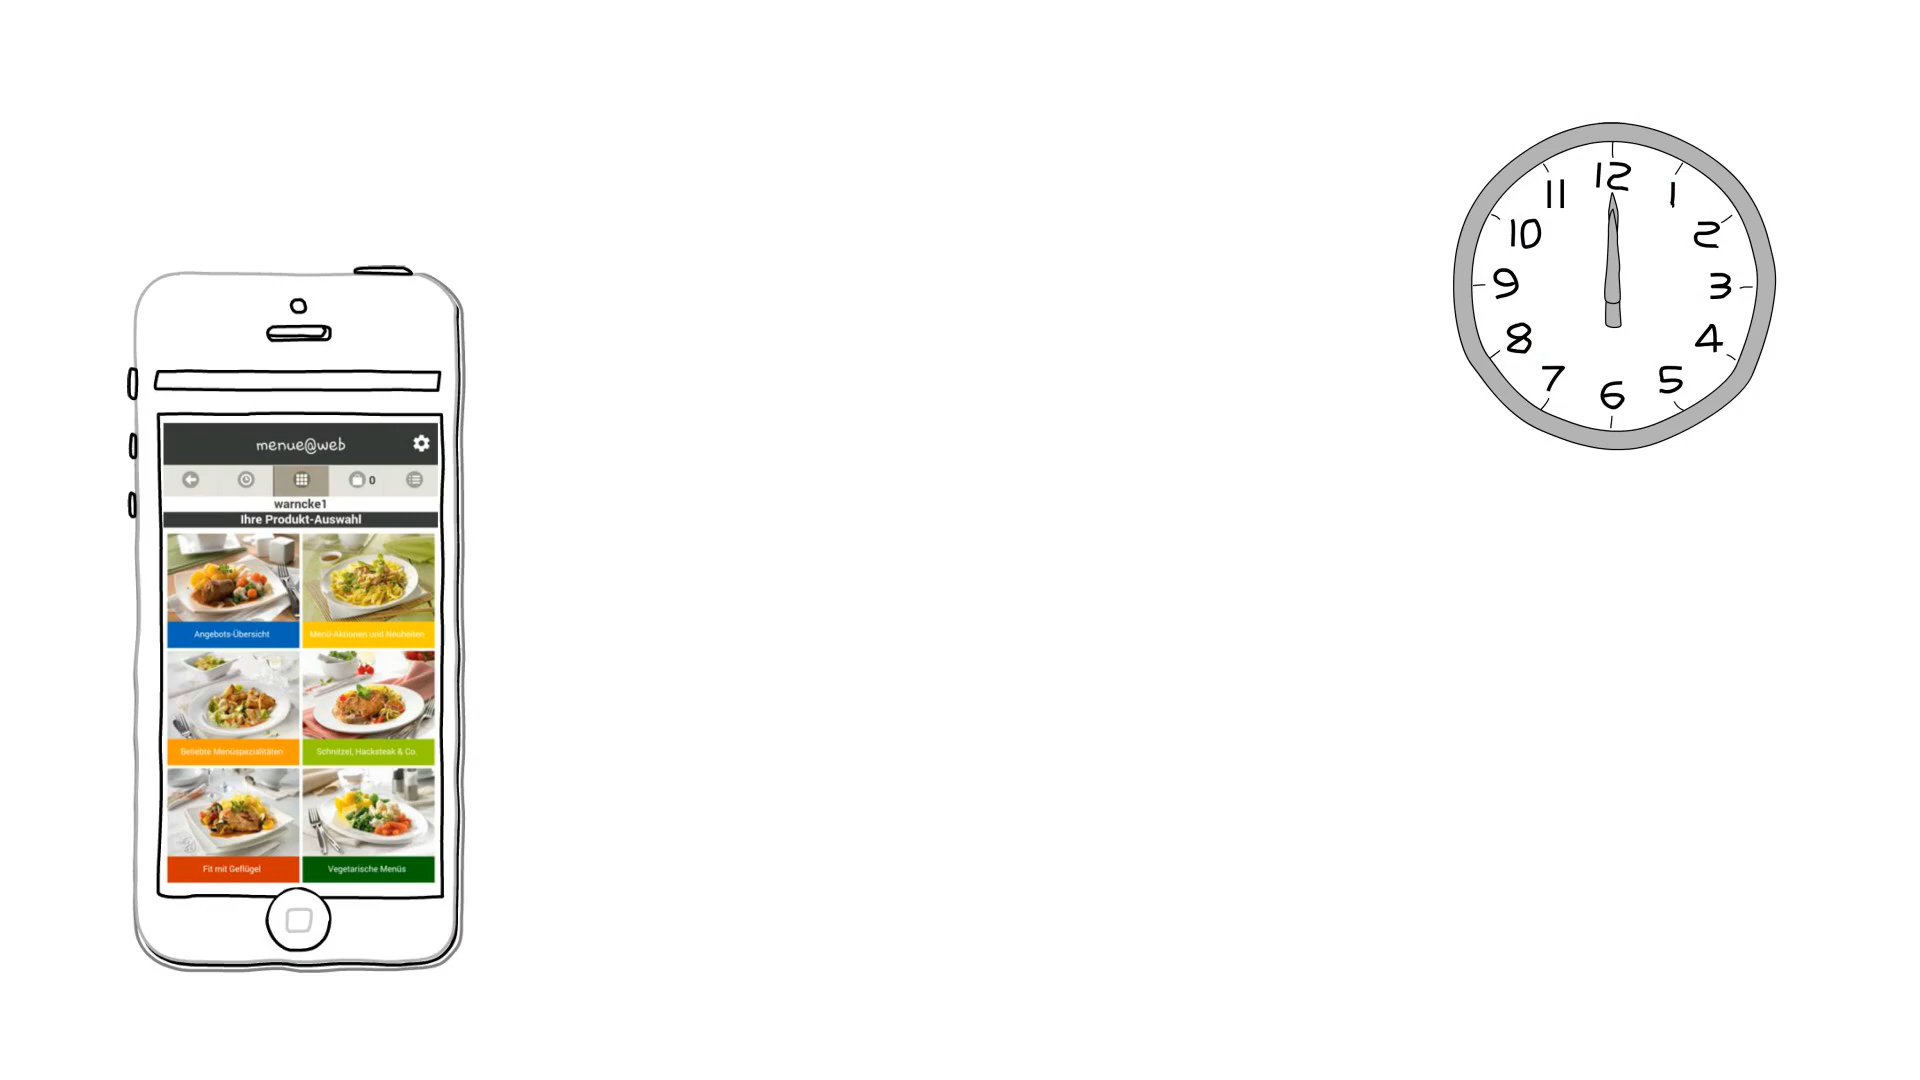 menue@web
0
warncke1
Ihre Produkt-Auswahl
Angebots-Übersicht
Menü-Aktionen und Neuheiten
Beliebte Menüspezialitäten
Schnitzel, Hacksteak & Co.
Fit mit Geflügel
Vegetarische Menüs
12
11
1
10
2
9
3
8
4
7
5
6